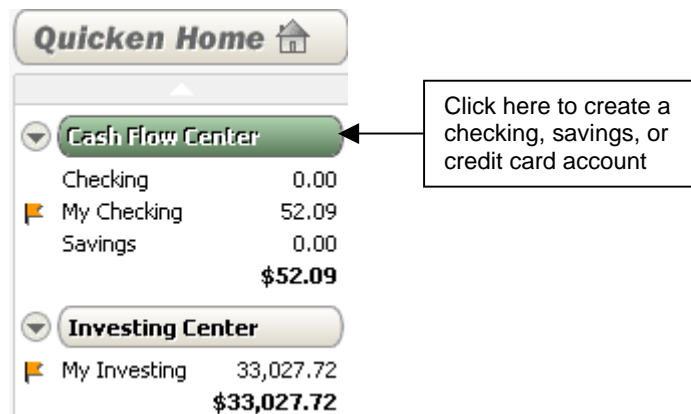 Quicken Home
Cash Flow Center
Click here to create a
checking, savings, or
credit card account
Checking 0.00
My Checking 52.09
Savings 0.00
$52.09
Investing Center
My Investing 33,027.72
$33,027.72